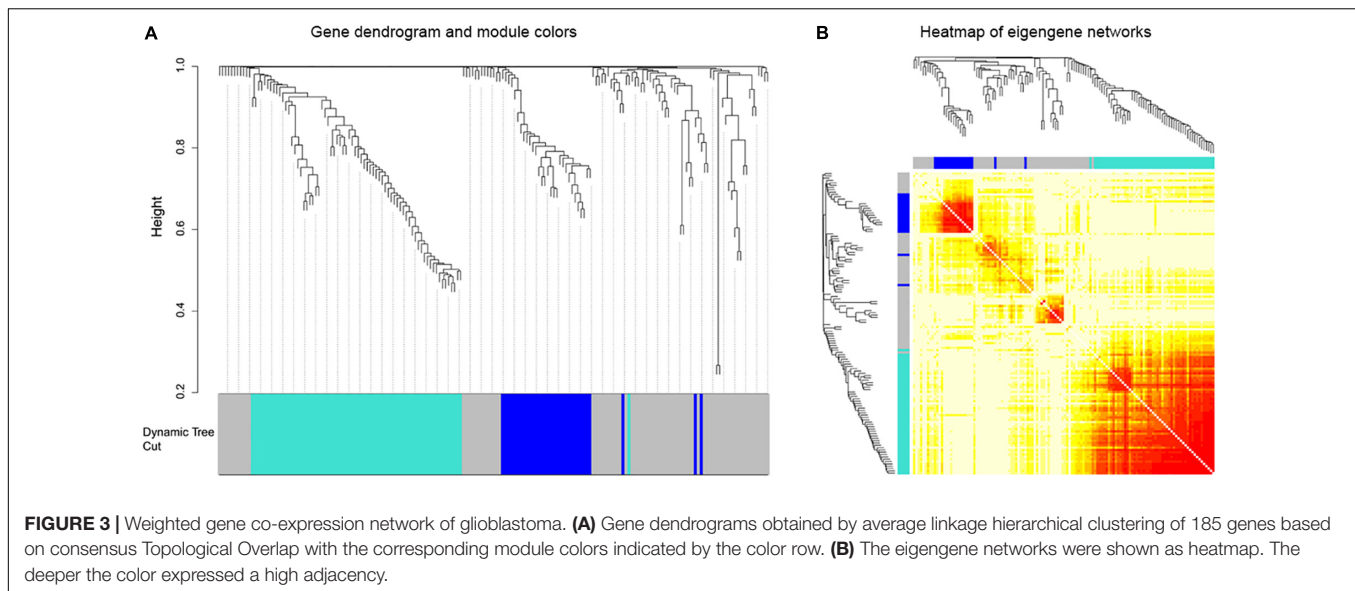 A
Gene dendrogram and module colors
B
Heatmap of eigengene networks
1.0
0.8
0.6
0.4
0.2
Height
Dynamic Tree
Cut
FIGURE 3 | Weighted gene co-expression network of glioblastoma. (A) Gene dendrograms obtained by average linkage hierarchical clustering of 185 genes based
on consensus Topological Overlap with the corresponding module colors indicated by the color row. (B) The eigengene networks were shown as heatmap. The
deeper the color expressed a high adjacency.